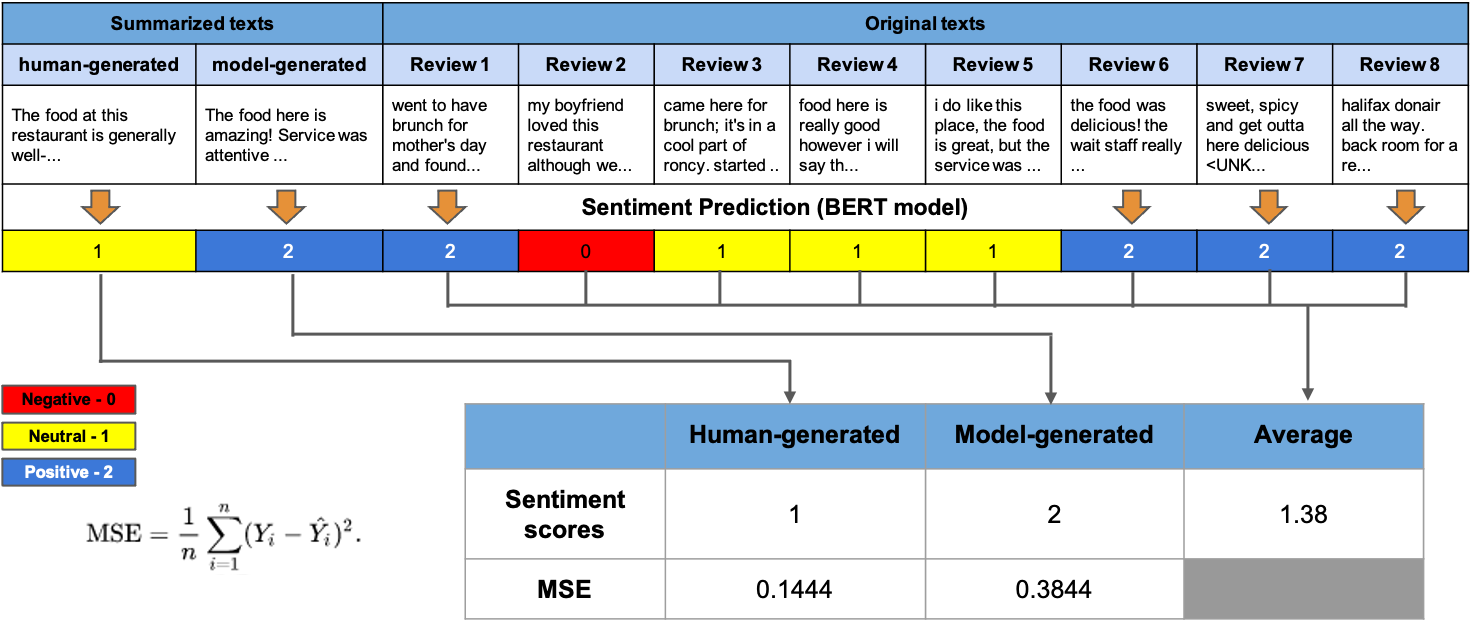 Summarized texts
Original texts
human-generated
model-generated
Review 1
Review 2
Review 3
Review 4
Review 5
Review 6
Review 7
Review 8
The food at this
restaurant is generally
well-...
The food here is
amazing! Service was
attentive ...
went to have
brunch for
mother's day
and found...
my boyfriend
loved this
restaurant
although we...
came here for
brunch; it's in a
cool part of
roncy. started ..
food here is
really good
however i will
say th...
i do like this
place, the food
is great, but the
service was ...
the food was
delicious! the
wait staff really
...
sweet, spicy
and get outta
here delicious
<UNK...
halifax donair
all the way.
back room for a
re...
Sentiment Prediction (BERT model)
1
2
2
0
1
1
1
2
2
2
Negative - 0
Neutral - 1
Positive - 2
MSE = 1/n ∑ i=1 n (Y_i − Ŷ_i)².
Human-generated
Model-generated
Average
Sentiment
scores
1
2
1.38
MSE
0.1444
0.3844